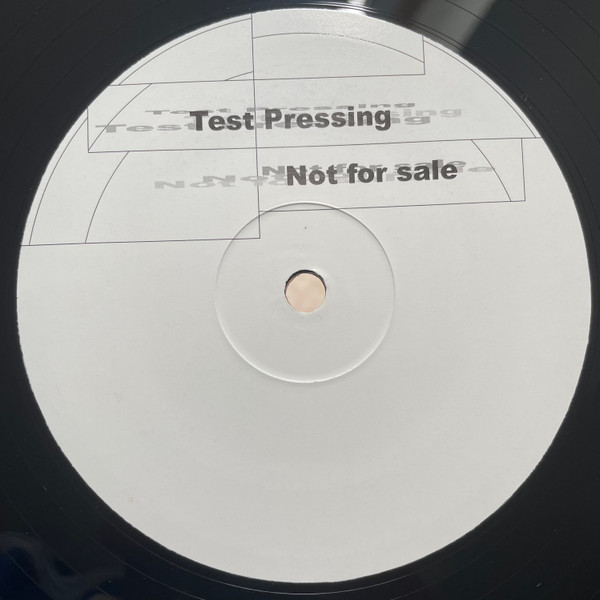 Test Pressing
Not for sale